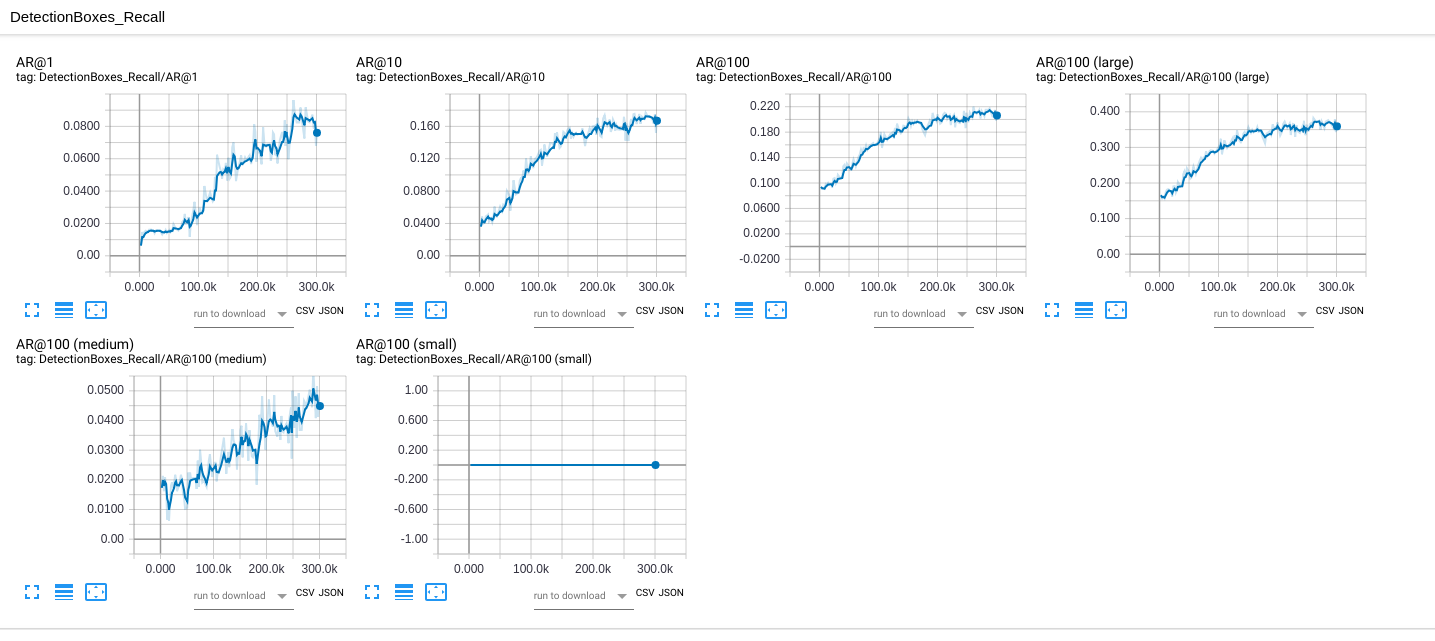 DetectionBoxes_Recall
AR@1
tag: DetectionBoxes_Recall/AR@1
0.0800
0.0600
0.0400
0.0200
0.00
0.000 100.0k 200.0k 300.0k
run to download CSV JSON
AR@10
tag: DetectionBoxes_Recall/AR@10
0.160
0.120
0.0800
0.0400
0.00
0.000 100.0k 200.0k 300.0k
run to download CSV JSON
AR@100
tag: DetectionBoxes_Recall/AR@100
0.220
0.180
0.140
0.100
0.0600
0.0200
-0.0200
0.000 100.0k 200.0k 300.0k
run to download CSV JSON
AR@100 (large)
tag: DetectionBoxes_Recall/AR@100 (large)
0.400
0.300
0.200
0.100
0.00
0.000 100.0k 200.0k 300.0k
run to download CSV JSON
AR@100 (medium)
tag: DetectionBoxes_Recall/AR@100 (medium)
0.0500
0.0400
0.0300
0.0200
0.0100
0.00
0.000 100.0k 200.0k 300.0k
run to download CSV JSON
AR@100 (small)
tag: DetectionBoxes_Recall/AR@100 (small)
1.00
0.600
0.200
-0.200
-0.600
-1.00
0.000 100.0k 200.0k 300.0k
run to download CSV JSON